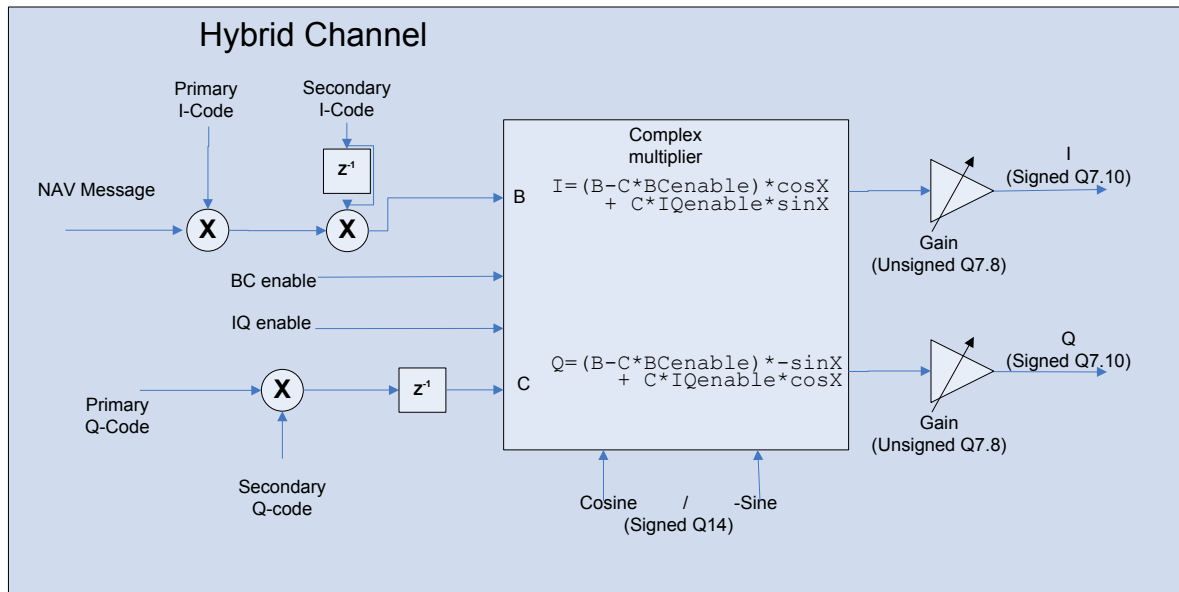 Hybrid Channel
Primary
I-Code
Secondary
I-Code
Z-1
NAV Message
X
X
B
BC enable
IQ enable
Primary
Q-Code
X
Secondary
Q-code
Z-1
C
Complex
multiplier
I=(B-C*BCenable)*cosX
+ C*IQenable*sinX
Q=(B-C*BCenable)*-sinX
+ C*IQenable*cosX
Cosine / -Sine
(Signed Q14)
I
(Signed Q7.10)
Gain
(Unsigned Q7.8)
Q
(Signed Q7.10)
Gain
(Unsigned Q7.8)